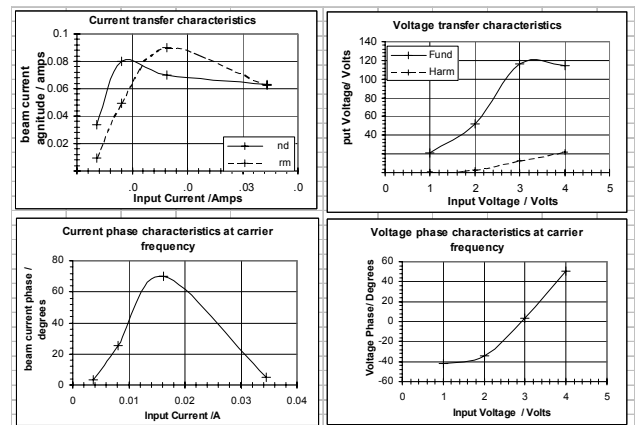 Current transfer characteristics
0.1
0.08
0.06
0.04
0.02
beam current
agnitude / amps
nd
rm
.0
.0
.03
.0
Input Current /Amps
Voltage transfer characteristics
140
120
100
80
60
40
put Voltage/ Volts
Fund
Harm
0 1 2 3 4 5
Input Voltage / Volts
Current phase characteristics at carrier
frequency
80
60
40
20
0
beam current phase /
degrees
0 0.01 0.02 0.03 0.04
Input Current /A
Voltage phase characteristics at carrier
frequency
60
40
20
0
-20
-40
-60
Voltage Phase/ Degrees
0 1 2 3 4 5
Input Voltage / Volts